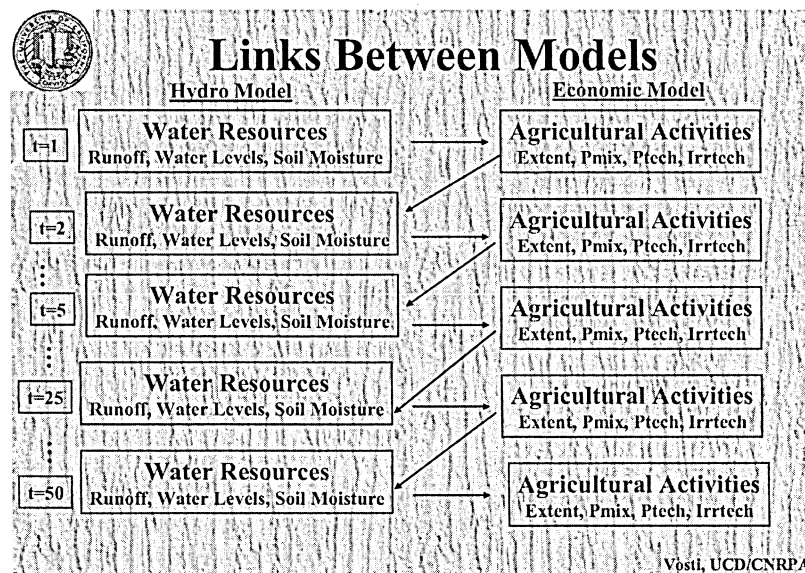 Links Between Models
Hydro Model
Economic Model
t=1
Water Resources
Runoff, Water Levels, Soil Moisture
Agricultural Activities
Extent, Pmix, Ptech, Irrtech
t=2
Water Resources
Runoff, Water Levels, Soil Moisture
Agricultural Activities
Extent, Pmix, Ptech, Irrtech
t=5
Water Resources
Runoff, Water Levels, Soil Moisture
Agricultural Activities
Extent, Pmix, Ptech, Irrtech
t=25
Water Resources
Runoff, Water Levels, Soil Moisture
Agricultural Activities
Extent, Pmix, Ptech, Irrtech
t=50
Water Resources
Runoff, Water Levels, Soil Moisture
Agricultural Activities
Extent, Pmix, Ptech, Irrtech
Vosti, UCD/CNRPA